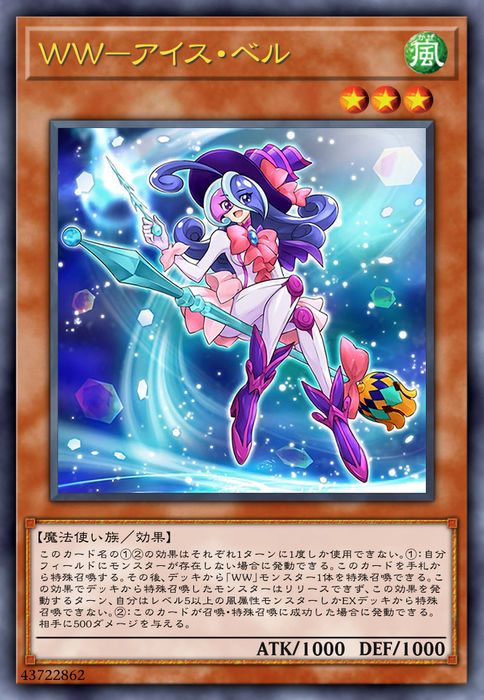 WW－アイス・ベル
かぜ
風
【魔法使い族／効果】
このカード名の①②の効果はそれぞれ1ターンに1度しか使用できない。①：自分
フィールドにモンスターが存在しない場合に発動できる。このカードを手札から
特殊召喚する。その後、デッキから「WW」モンスター1体を特殊召喚できる。こ
の効果でデッキから特殊召喚したモンスターはリリースできず、この効果を発
動するターン、自分はレベル5以上の風属性モンスターしかEXデッキから特殊
召喚できない。②：このカードが召喚・特殊召喚に成功した場合に発動できる。
相手に500ダメージを与える。
ATK/1000 DEF/1000
43722862